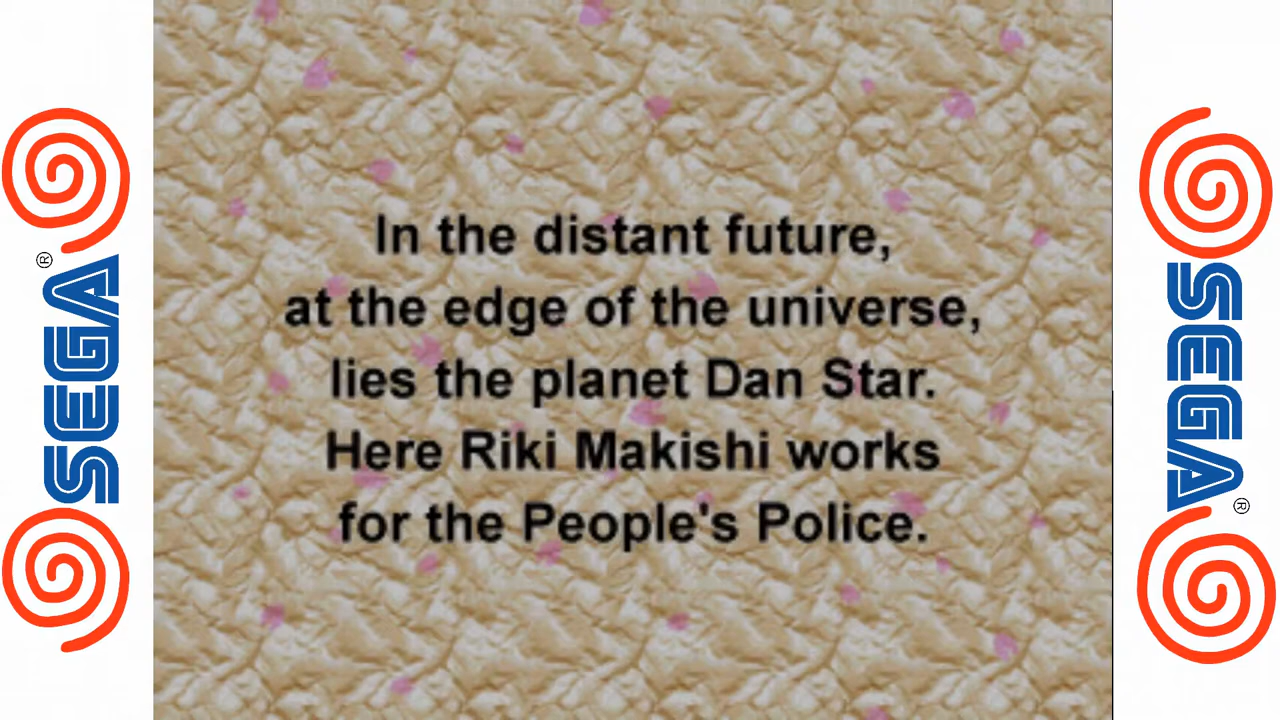 SEGA®
In the distant future,
at the edge of the universe,
lies the planet Dan Star.
Here Riki Makishi works
for the People's Police.
SEGA®